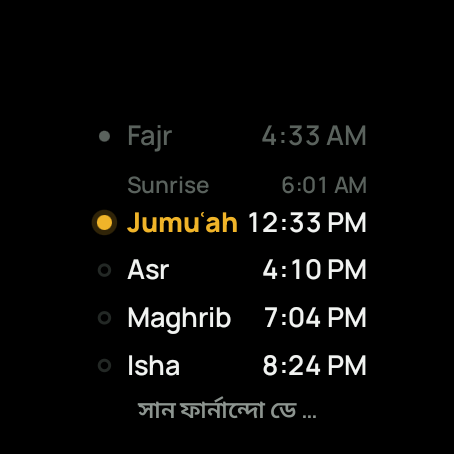 Fajr 4:33 AM
Sunrise 6:01 AM
Jumuʿah 12:33 PM
Asr 4:10 PM
Maghrib 7:04 PM
Isha 8:24 PM
সান ফার্নান্দো ডে ...